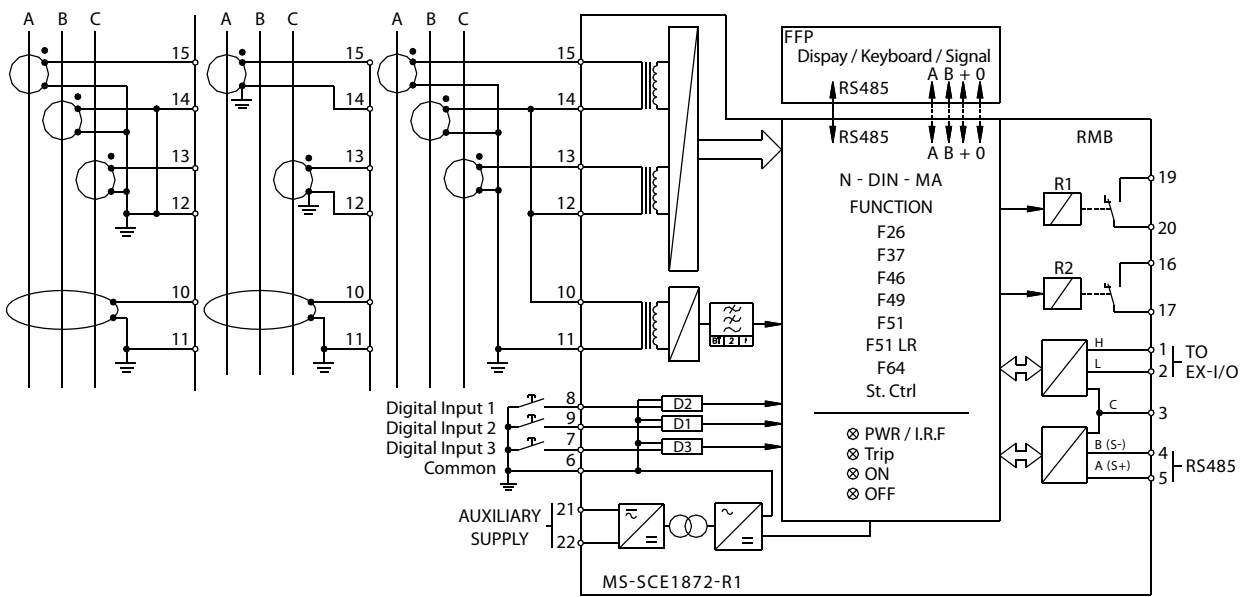 A B C
A B C
A B C
15
14
13
12
10
11
15
14
13
12
10
11
15
14
13
12
10
11
FFP
Dispay / Keyboard / Signal
RS485
A B + 0
RS485
A B + 0
RMB
N - DIN - MA
FUNCTION
F26
F37
F46
F49
F51
F51 LR
F64
St. Ctrl
PWR / I.R.F
Trip
ON
OFF
R1
19
20
R2
16
17
H
1
L
2
TO
EX-I/O
C
3
B (S-)
4
A (S+)
5
RS485
Digital Input 1
8
D2
Digital Input 2
9
D1
Digital Input 3
7
D3
Common
6
AUXILIARY
SUPPLY
21
22
MS-SCE1872-R1